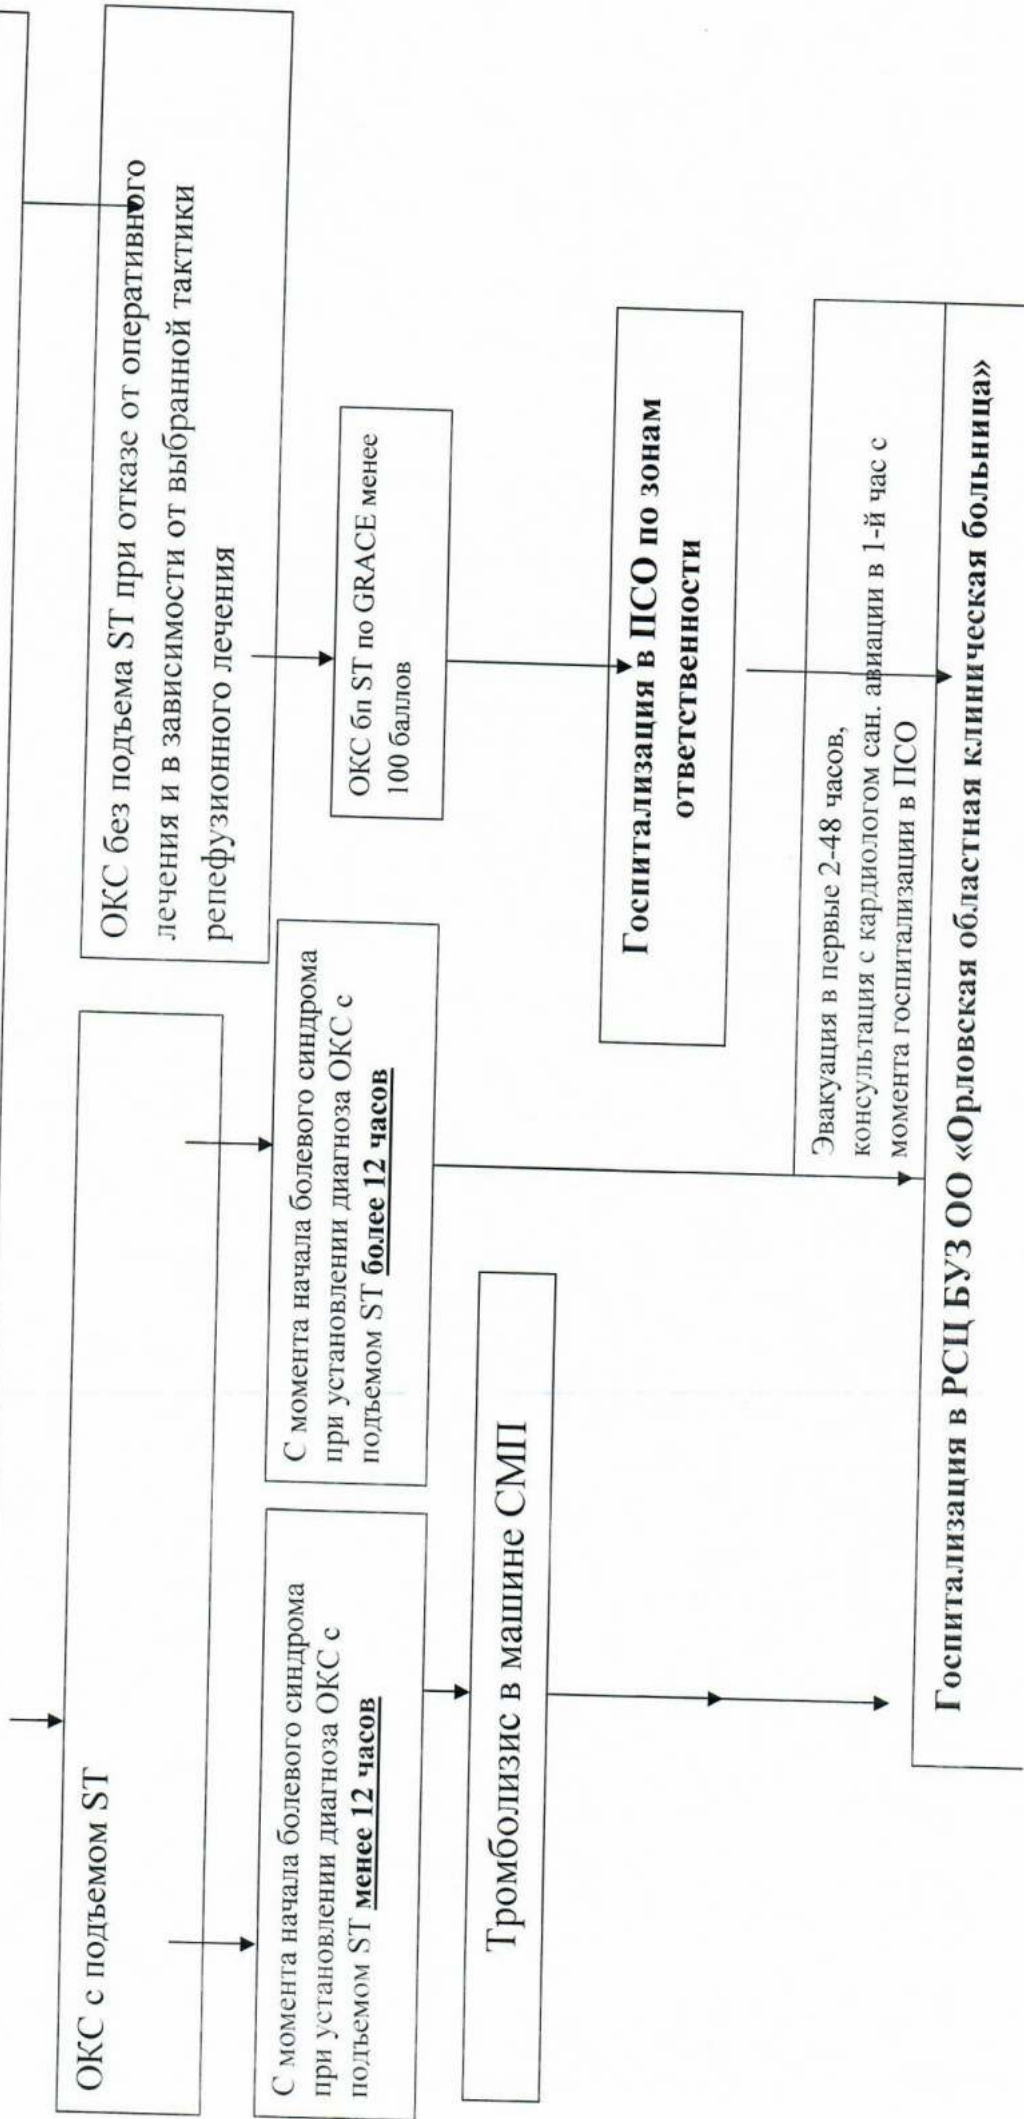 ОКС с подъемом ST
ОКС без подъема ST при отказе от оперативного
лечения и в зависимости от выбранной тактики
репефузионного лечения
С момента начала болевого синдрома
при установлении диагноза ОКС с
подъемом ST менее 12 часов
С момента начала болевого синдрома
при установлении диагноза ОКС с
подъемом ST более 12 часов
ОКС бп ST по GRACE менее
100 баллов
Тромболизис в машине СМП
Госпитализация в ПСО по зонам
ответственности
Эвакуация в первые 2-48 часов,
консультация с кардиологом сан. авиации в 1-й час с
момента госпитализации в ПСО
Госпитализация в РСЦ БУЗ ОО «Орловская областная клиническая больница»